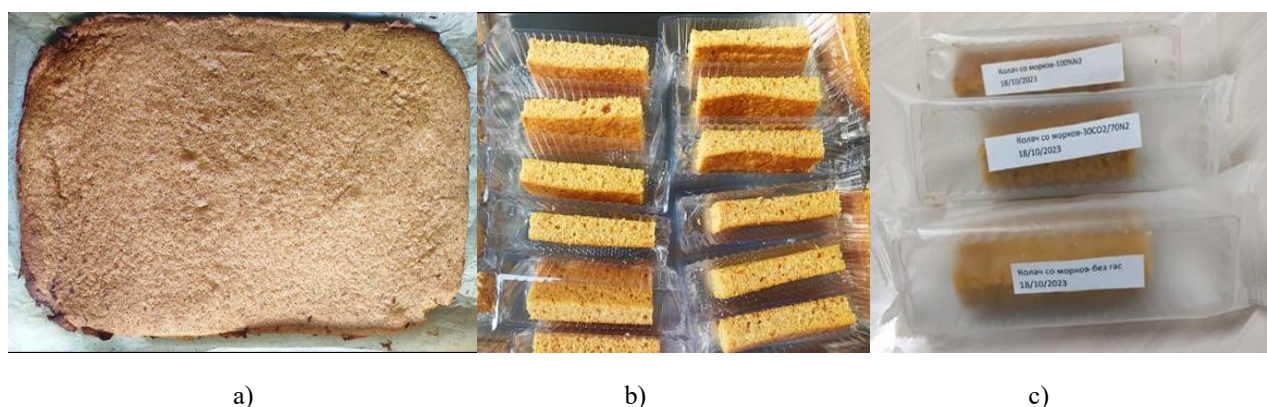 Колач со морков-100%N2
18/10/2023
Колач со морков-30CO2/70N2
18/10/2023
Колач со морков-без гас
18/10/2023
a)
b)
c)